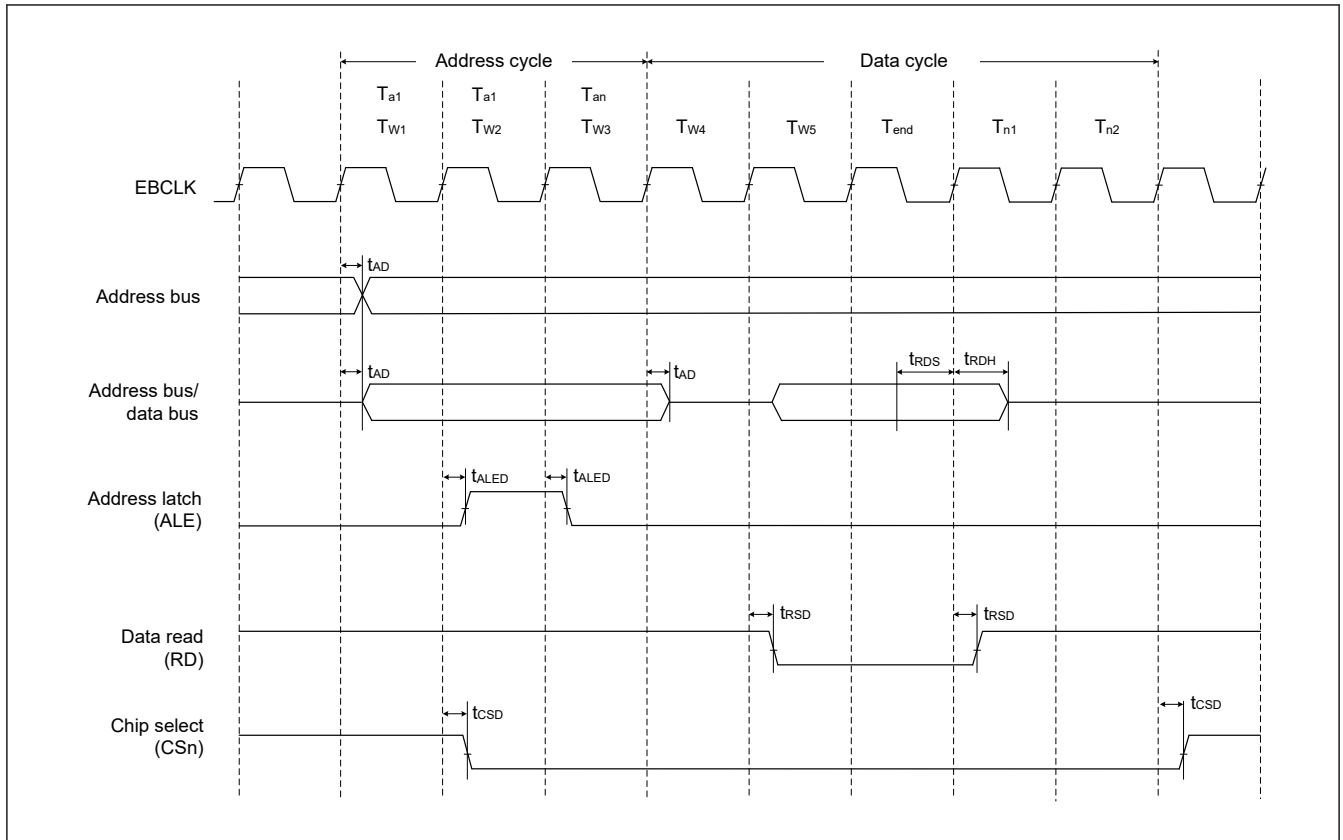 Address cycle Data cycle
Ta1 Ta1 Tan
TW1 TW2 TW3 TW4 TW5 Tend Tn1 Tn2
EBCLK
tAD
Address bus
tRDS tRDH
tAD tAD
Address bus/
data bus
tALED tALED
Address latch
(ALE)
tRSD tRSD
Data read
(RD)
tCSD tCSD
Chip select
(CSn)